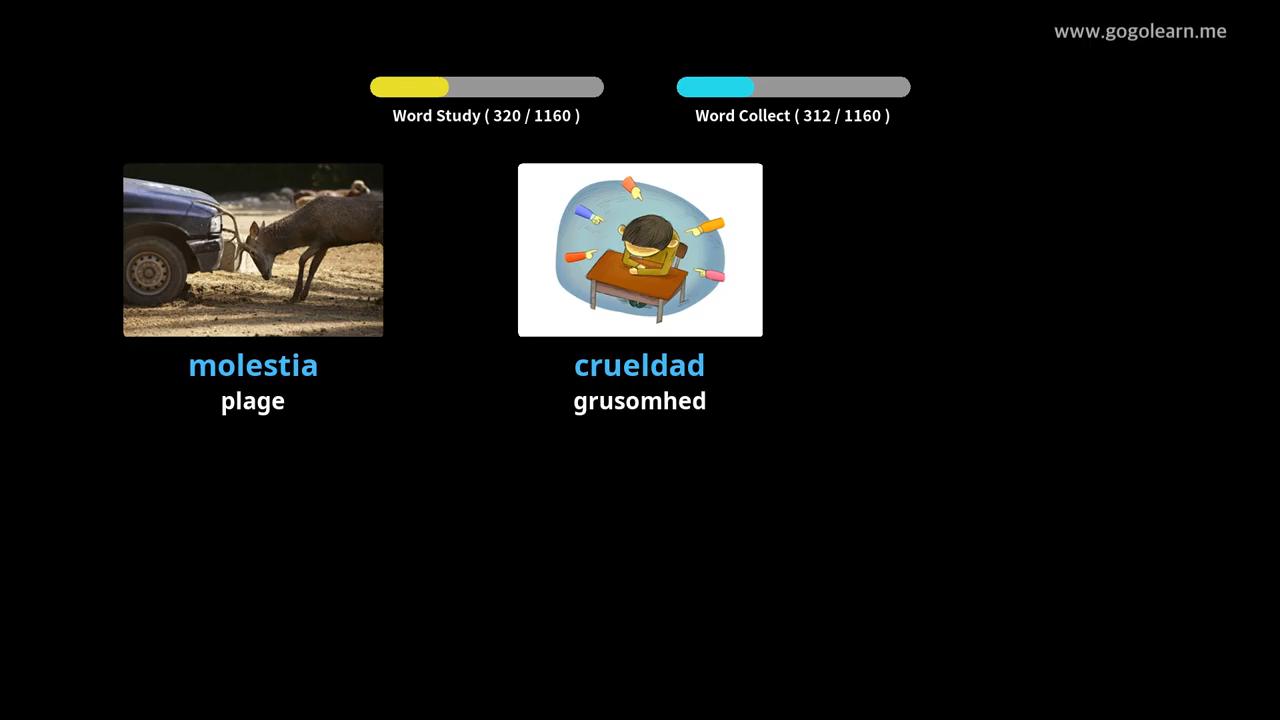 www.gogolearn.me
Word Study ( 320 / 1160 )
Word Collect ( 312 / 1160 )
molestia
plage
crueldad
grusomhed